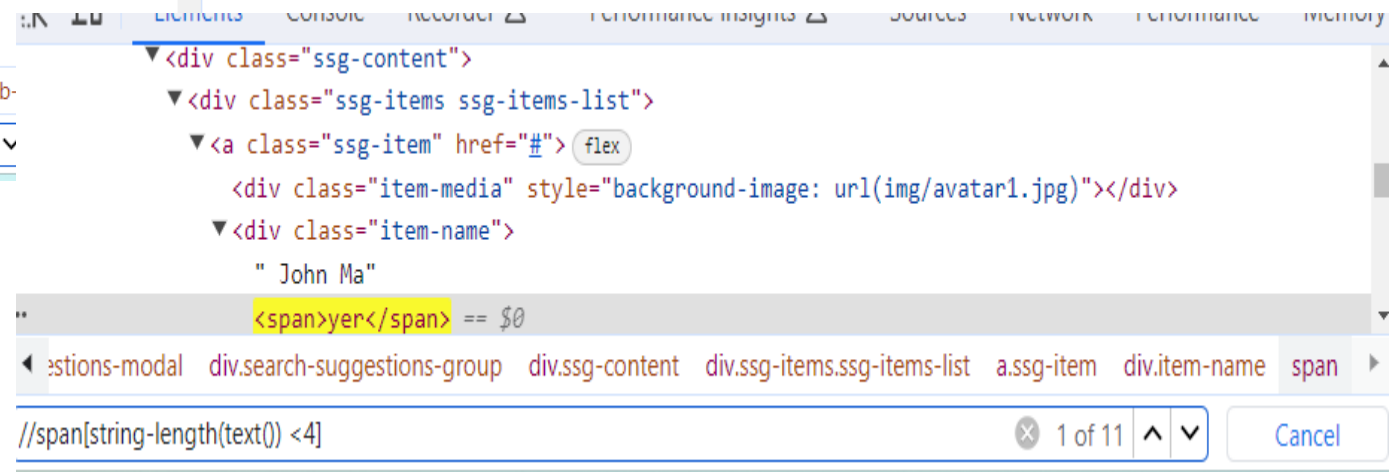 Elements Console Recorder Performance insights Sources Network Performance Memory
b-
▼<div class="ssg-content">
▼<div class="ssg-items ssg-items-list">
▼<a class="ssg-item" href="#"> flex
<div class="item-media" style="background-image: url(img/avatar1.jpg)"></div>
▼<div class="item-name">
" John Ma"
<span>yer</span> == $0
estions-modal div.search-suggestions-group div.ssg-content div.ssg-items.ssg-items-list a.ssg-item div.item-name span
//span[string-length(text()) <4] 1 of 11 Cancel